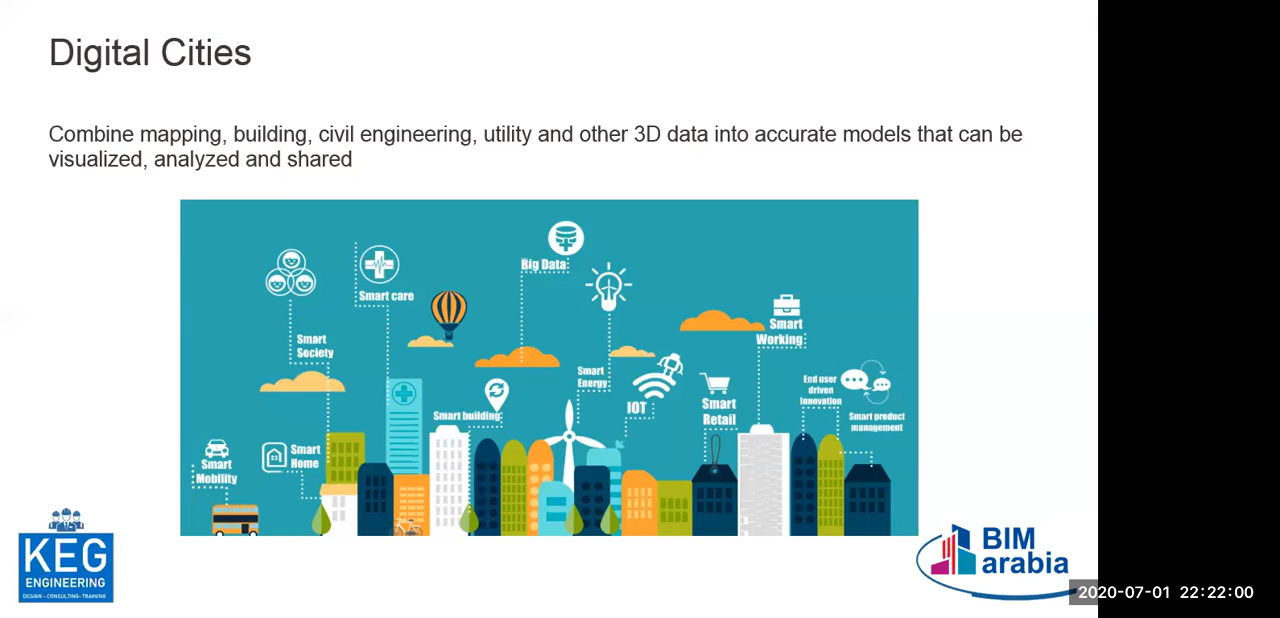 Digital Cities
Combine mapping, building, civil engineering, utility and other 3D data into accurate models that can be
visualized, analyzed and shared
Big Data
Smart care
Smart
Working
Smart
Society
Smart
Energy
End user
driven
Innovation
IOT
Smart
Retail
Smart building
Smart product
management
Smart
Home
Smart
Mobility
KEG
ENGINEERING
DESIGN - CONSULTING - TRAINING
BIM
arabia
2020-07-01 22:22:00